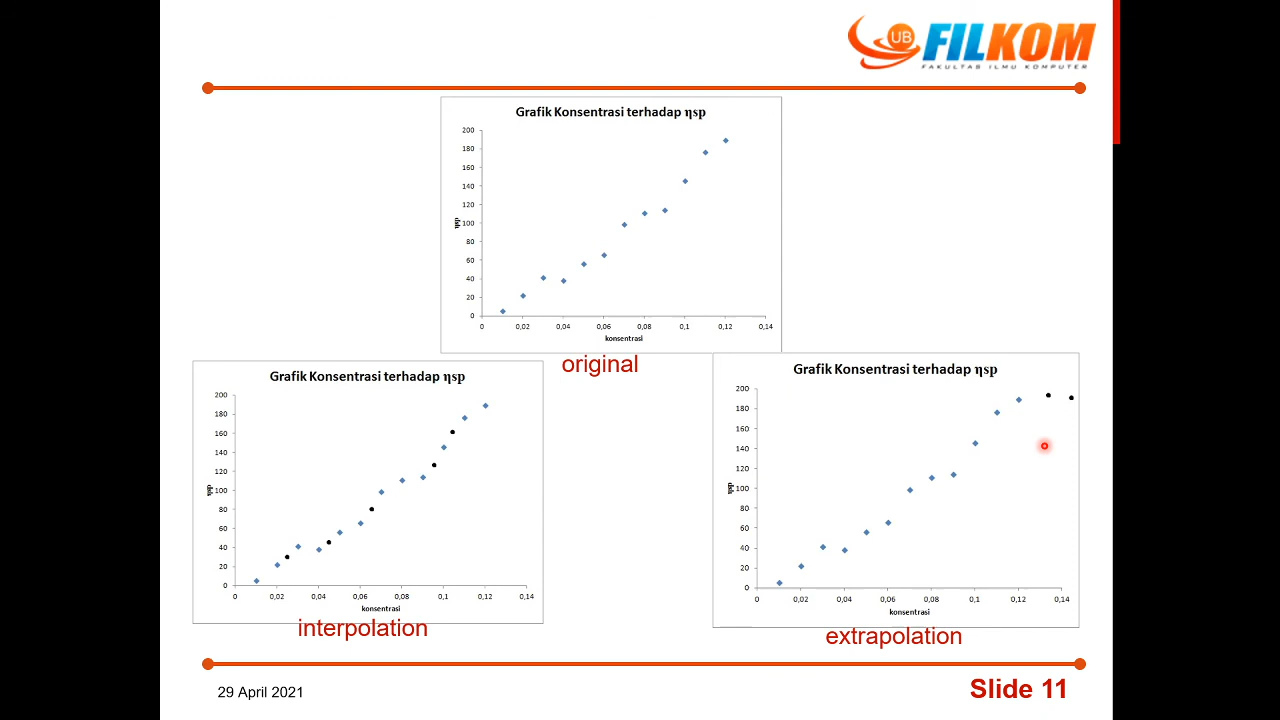 UB FILKOM
FAKULTAS ILMU KOMPUTER
Grafik Konsentrasi terhadap ηsp
200
180
160
140
120
100
80
60
40
20
0
ηsp
0 0,02 0,04 0,06 0,08 0,1 0,12 0,14
konsentrasi
original
Grafik Konsentrasi terhadap ηsp
200
180
160
140
120
100
80
60
40
20
0
ηsp
0 0,02 0,04 0,06 0,08 0,1 0,12 0,14
konsentrasi
interpolation
Grafik Konsentrasi terhadap ηsp
200
180
160
140
120
100
80
60
40
20
0
ηsp
0 0,02 0,04 0,06 0,08 0,1 0,12 0,14
konsentrasi
extrapolation
29 April 2021
Slide 11